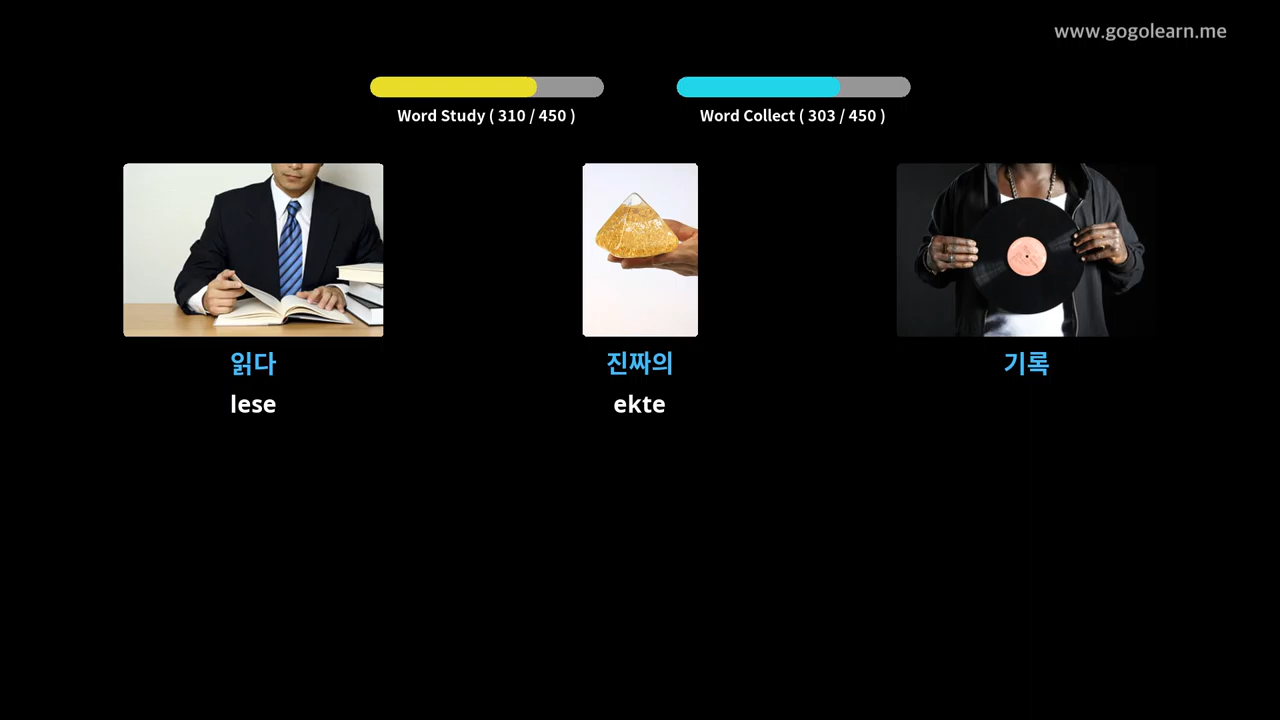 www.gogolearn.me
Word Study ( 310 / 450 )
Word Collect ( 303 / 450 )
읽다
진짜의
기록
lese
ekte